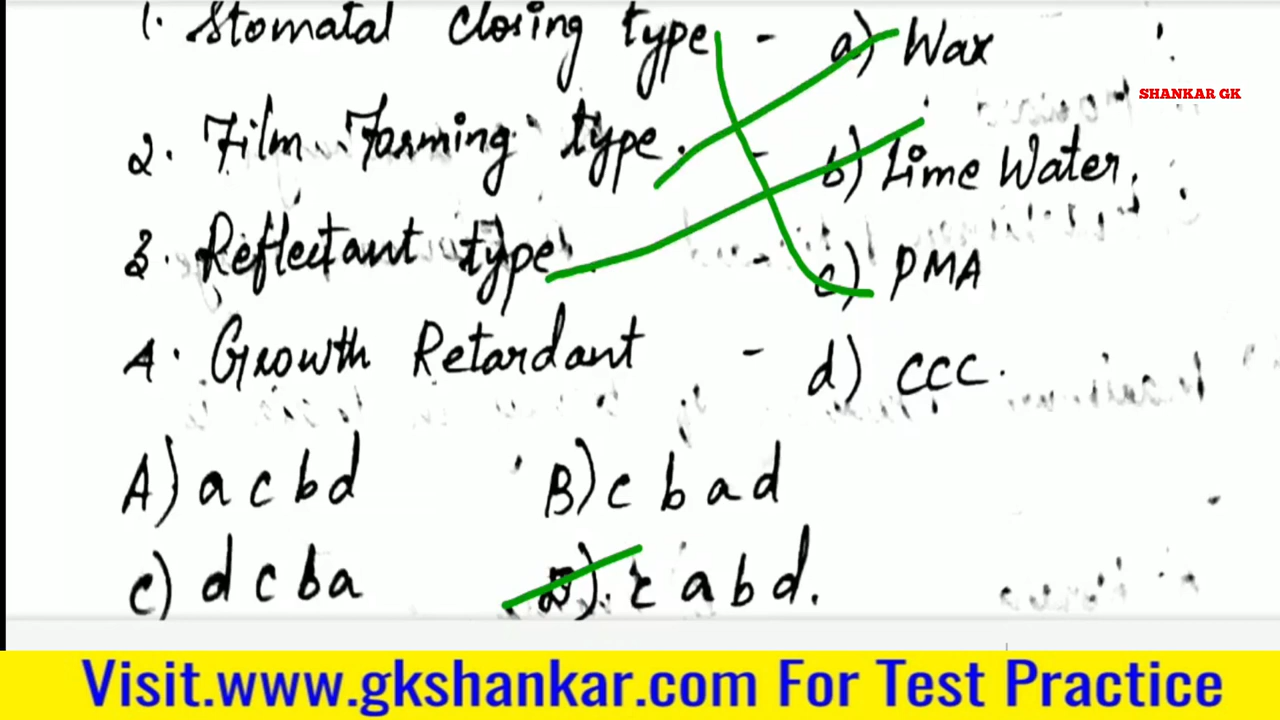 1. Stomatal closing type - a) Wax
SHANKAR GK
2. Film Forming type. - b) Lime Water.
3. Reflectant type. - c) PMA
4. Growth Retardant - d) CCC.
A) a c b d B) c b a d
C) d c b a D). c a b d.
Visit.www.gkshankar.com For Test Practice